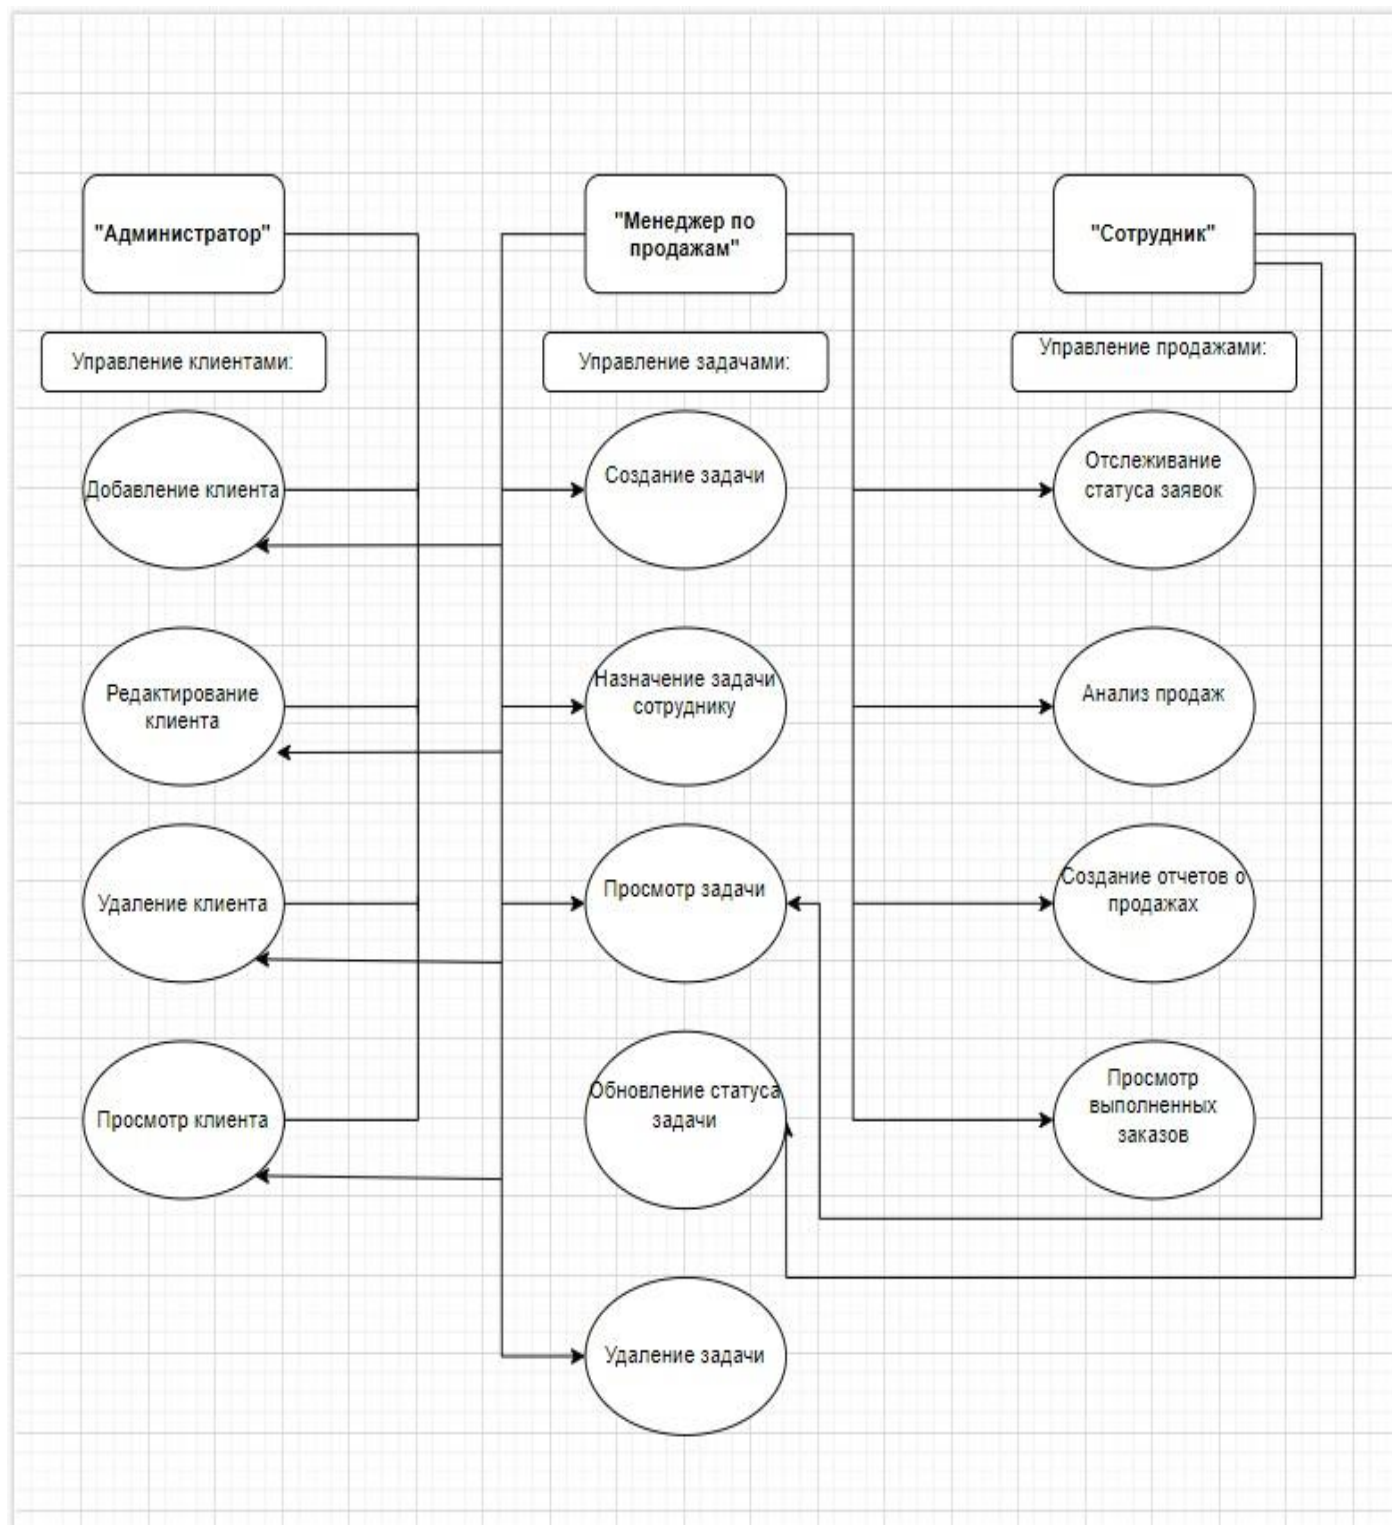 "Администратор"
"Менеджер по
продажам"
"Сотрудник"
Управление клиентами:
Управление задачами:
Управление продажами:
Добавление клиента
Создание задачи
Отслеживание
статуса заявок
Редактирование
клиента
Назначение задачи
сотруднику
Анализ продаж
Удаление клиента
Просмотр задачи
Создание отчетов о
продажах
Просмотр клиента
Обновление статуса
задачи
Просмотр
выполненных
заказов
Удаление задачи